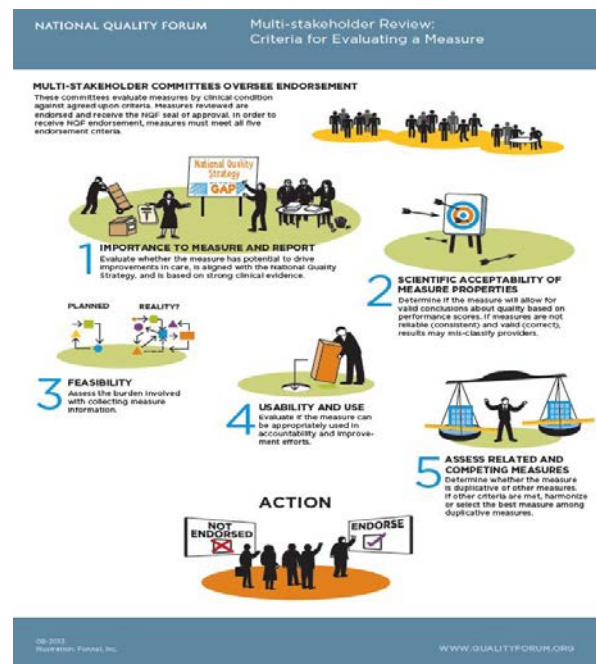 NATIONAL QUALITY FORUM
Multi-stakeholder Review:
Criteria for Evaluating a Measure
MULTI-STAKEHOLDER COMMITTEES OVERSEE ENDORSEMENT
These committees evaluate measures by clinical condition
against agreed upon criteria. Measures reviewed are
endorsed and receive the NQF seal of approval. In order to
receive NQF endorsement, measures must meet all five
endorsement criteria.
National Quality
Strategy
GAP
1
IMPORTANCE TO MEASURE AND REPORT
Evaluate whether the measure has potential to drive
improvements in care, is aligned with the National Quality
Strategy, and is based on strong clinical evidence.
2
SCIENTIFIC ACCEPTABILITY OF
MEASURE PROPERTIES
Determine if the measure will allow for
valid conclusions about quality based on
performance scores. If measures are not
reliable (consistent) and valid (correct),
results may mis-classify providers.
PLANNED
REALITY?
3
FEASIBILITY
Assess the burden involved
with collecting measure
information.
4
USABILITY AND USE
Evaluate if the measure can
be appropriately used in
accountability and improve-
ment efforts.
5
ASSESS RELATED AND
COMPETING MEASURES
Determine whether the measure
is duplicative of other measures.
If other criteria are met, harmonize
or select the best measure among
duplicative measures.
ACTION
NOT
ENDORSED
ENDORSE
09-2013
Illustration: Funnel, Inc.
WWW.QUALITYFORUM.ORG